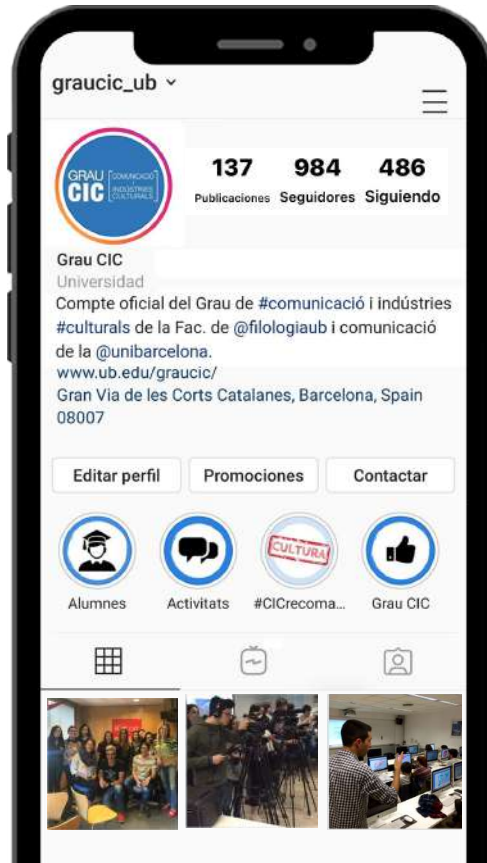 graucic_ub
GRAU CIC COMUNICACIÓ I INDÚSTRIES CULTURALS
137 984 486
Publicaciones Seguidores Siguiendo
Grau CIC
Universidad
Compte oficial del Grau de #comunicació i indústries
#culturals de la Fac. de @filologiaub i comunicació
de la @unibarcelona.
www.ub.edu/graucic/
Gran Via de les Corts Catalanes, Barcelona, Spain
08007
Editar perfil Promociones Contactar
CULTURA
Alumnes Activitats #CICrecoma... Grau CIC